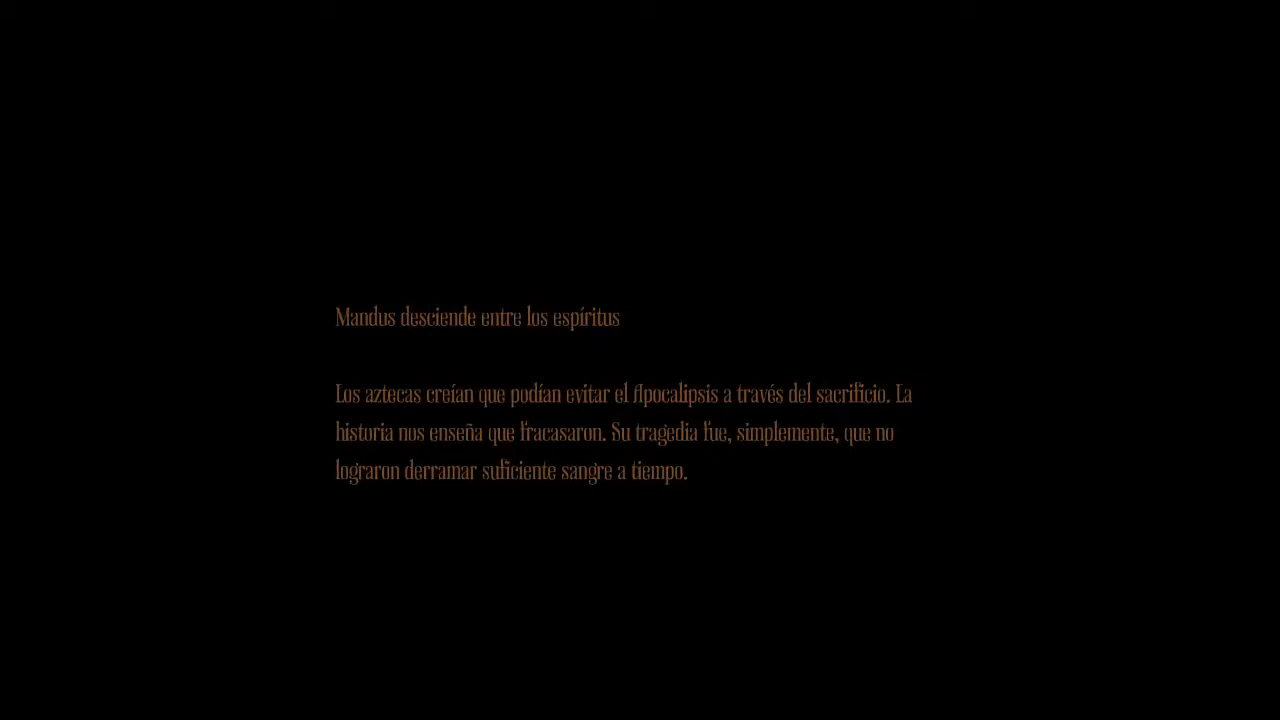 Mandus desciende entre los espíritus
Los aztecas creían que podían evitar el Apocalipsis a través del sacrificio. La
historia nos enseña que fracasaron. Su tragedia fue, simplemente, que no
lograron derramar suficiente sangre a tiempo.